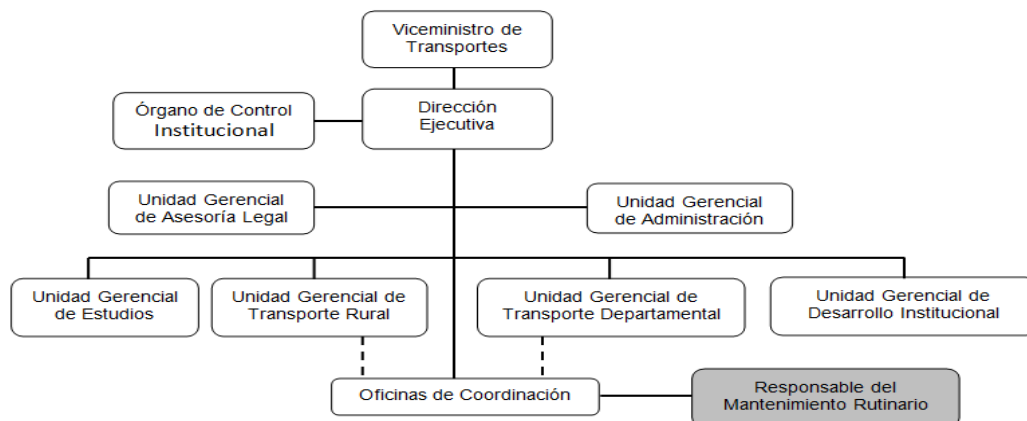 Viceministro de
Transportes
Órgano de Control
Institucional
Dirección
Ejecutiva
Unidad Gerencial
de Asesoría Legal
Unidad Gerencial
de Administración
Unidad Gerencial
de Estudios
Unidad Gerencial de
Transporte Rural
Unidad Gerencial de
Transporte Departamental
Unidad Gerencial de
Desarrollo Institucional
Oficinas de Coordinación
Responsable del
Mantenimiento Rutinario